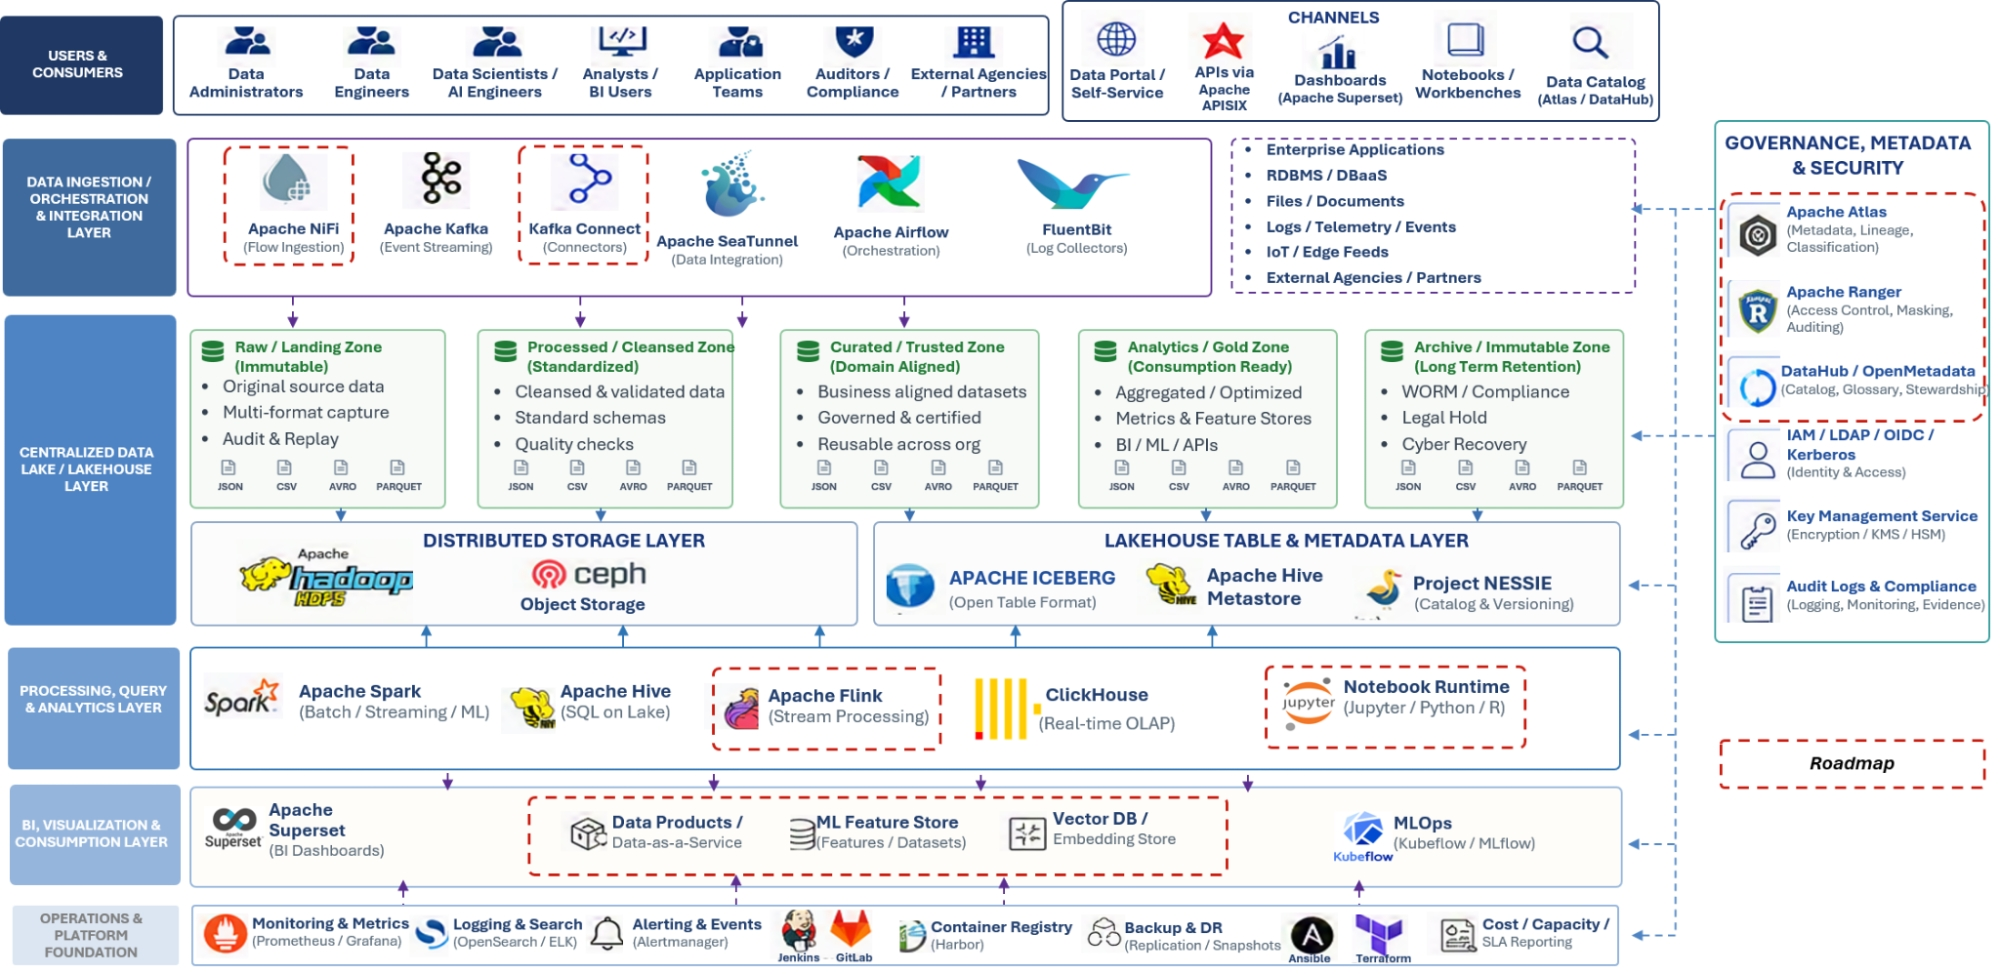 USERS &
CONSUMERS
Data
Administrators
Data
Engineers
Data Scientists /
AI Engineers
Analysts /
BI Users
Application
Teams
Auditors /
Compliance
External Agencies
/ Partners
CHANNELS
Data Portal /
Self-Service
APIs via
Apache
APISIX
Dashboards
(Apache Superset)
Notebooks /
Workbenches
Data Catalog
(Atlas / DataHub)
DATA INGESTION /
ORCHESTRATION
& INTEGRATION
LAYER
Apache NiFi
(Flow Ingestion)
Apache Kafka
(Event Streaming)
Kafka Connect
(Connectors)
Apache SeaTunnel
(Data Integration)
Apache Airflow
(Orchestration)
FluentBit
(Log Collectors)
• Enterprise Applications
• RDBMS / DBaaS
• Files / Documents
• Logs / Telemetry / Events
• IoT / Edge Feeds
• External Agencies / Partners
GOVERNANCE, METADATA
& SECURITY
Apache Atlas
(Metadata, Lineage,
Classification)
Apache Ranger
(Access Control, Masking,
Auditing)
DataHub / OpenMetadata
(Catalog, Glossary, Stewardship)
IAM / LDAP / OIDC /
Kerberos
(Identity & Access)
Key Management Service
(Encryption / KMS / HSM)
Audit Logs & Compliance
(Logging, Monitoring, Evidence)
Roadmap
CENTRALIZED DATA
LAKE / LAKEHOUSE
LAYER
Raw / Landing Zone
(Immutable)
• Original source data
• Multi-format capture
• Audit & Replay
JSON CSV AVRO PARQUET
Processed / Cleansed Zone
(Standardized)
• Cleansed & validated data
• Standard schemas
• Quality checks
JSON CSV AVRO PARQUET
Curated / Trusted Zone
(Domain Aligned)
• Business aligned datasets
• Governed & certified
• Reusable across org
JSON CSV AVRO PARQUET
Analytics / Gold Zone
(Consumption Ready)
• Aggregated / Optimized
• Metrics & Feature Stores
• BI / ML / APIs
JSON CSV AVRO PARQUET
Archive / Immutable Zone
(Long Term Retention)
• WORM / Compliance
• Legal Hold
• Cyber Recovery
JSON CSV AVRO PARQUET
DISTRIBUTED STORAGE LAYER
Apache
hadoop
HDFS
ceph
Object Storage
LAKEHOUSE TABLE & METADATA LAYER
APACHE ICEBERG
(Open Table Format)
HIVE
Apache Hive
Metastore
Project NESSIE
(Catalog & Versioning)
PROCESSING, QUERY
& ANALYTICS LAYER
Spark
Apache Spark
(Batch / Streaming / ML)
Apache Hive
(SQL on Lake)
Apache Flink
(Stream Processing)
ClickHouse
(Real-time OLAP)
jupyter
Notebook Runtime
(Jupyter / Python / R)
BI, VISUALIZATION &
CONSUMPTION LAYER
Apache
Superset
Apache
Superset
(BI Dashboards)
Data Products /
Data-as-a-Service
ML Feature Store
(Features / Datasets)
Vector DB /
Embedding Store
Kubeflow
MLOps
(Kubeflow / MLflow)
OPERATIONS &
PLATFORM
FOUNDATION
Monitoring & Metrics
(Prometheus / Grafana)
Logging & Search
(OpenSearch / ELK)
Alerting & Events
(Alertmanager)
Jenkins
GitLab
Container Registry
(Harbor)
Backup & DR
(Replication / Snapshots
Ansible
Terraform
Cost / Capacity /
SLA Reporting